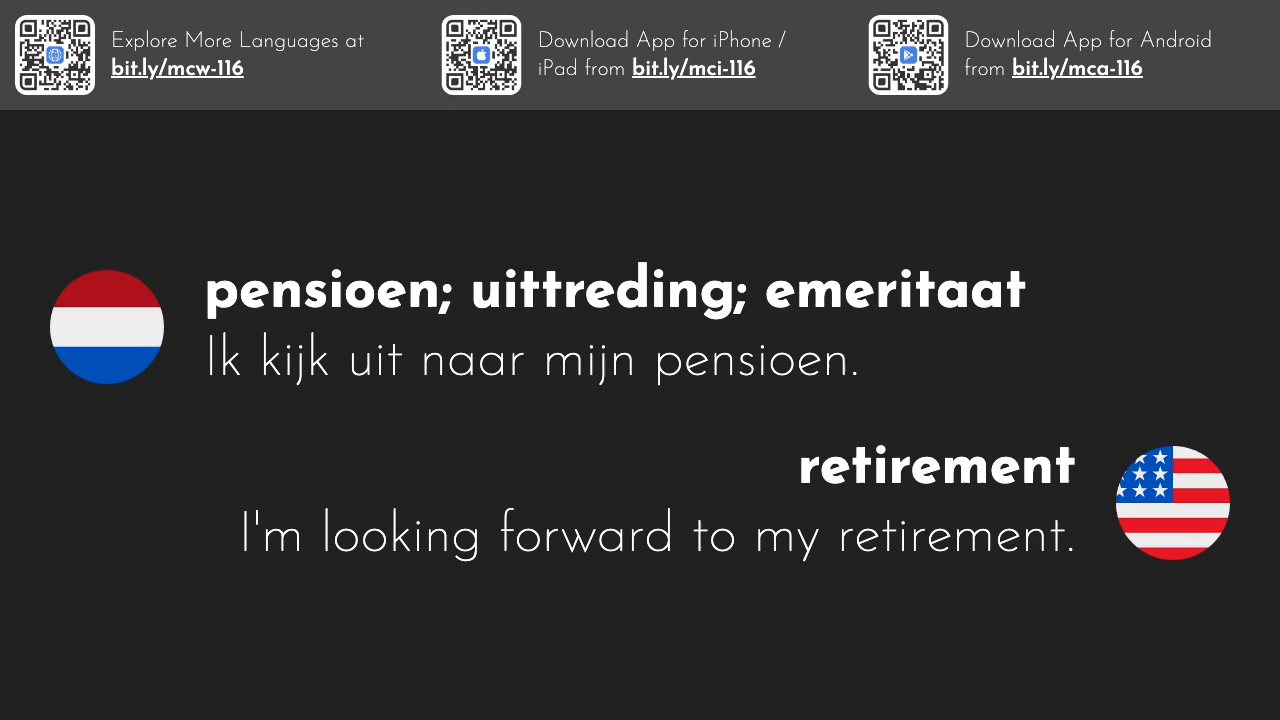 Explore More Languages at
bit.ly/mcw-116
Download App for iPhone /
iPad from bit.ly/mci-116
Download App for Android
from bit.ly/mca-116
pensioen; uittreding; emeritaat
Ik kijk uit naar mijn pensioen.
retirement
I'm looking forward to my retirement.